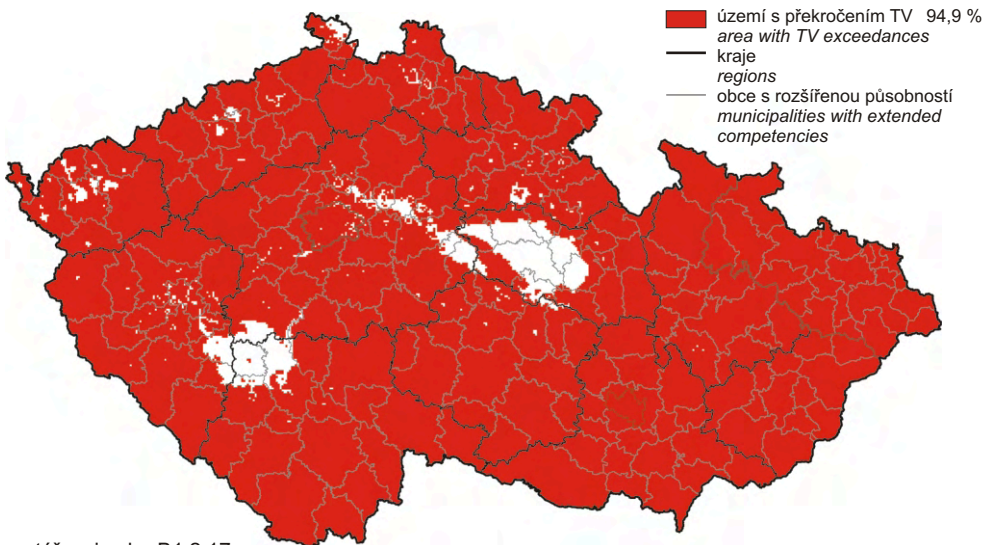 území s překročením TV 94,9 %
area with TV exceedances
kraje
regions
obce s rozšířenou působností
municipalities with extended
competencies